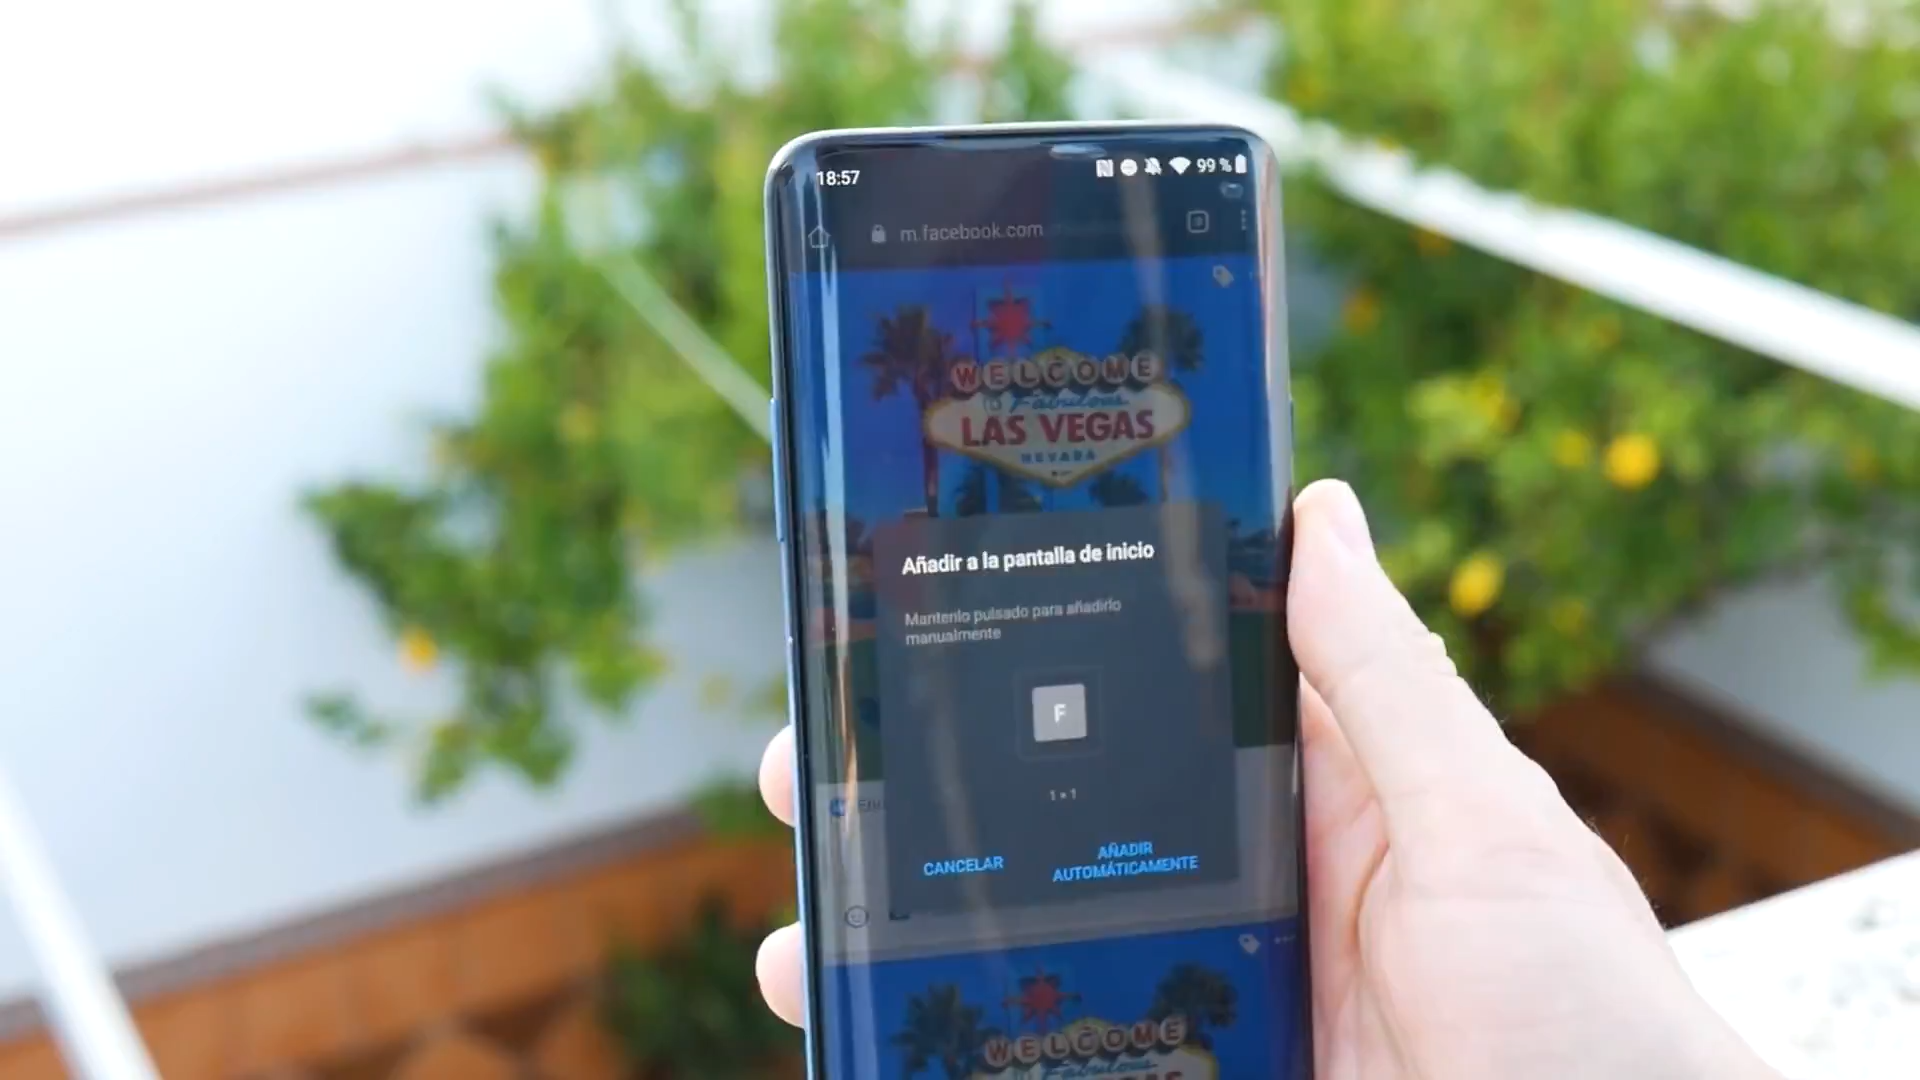 18:57
99 %
m.facebook.com
WELCOME
Fabulous
LAS VEGAS
NEVADA
Añadir a la pantalla de inicio
Mantenlo pulsado para añadirlo
manualmente
F
1 × 1
CANCELAR
AÑADIR
AUTOMÁTICAMENTE
WELCOME
Fabulous